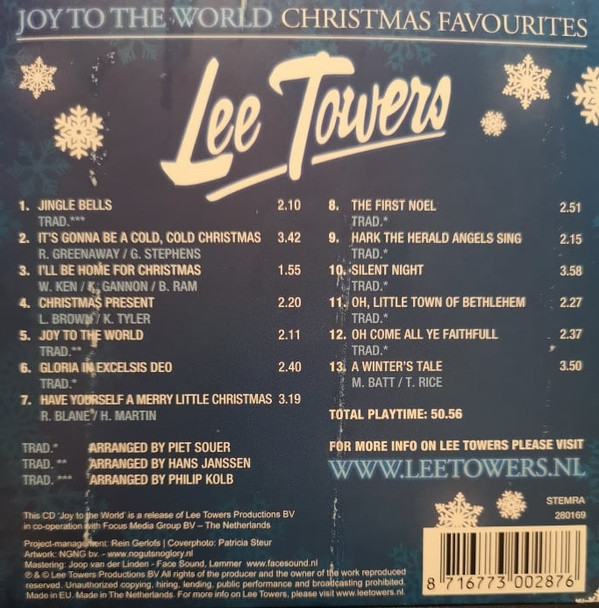 JOY TO THE WORLD CHRISTMAS FAVOURITES
Lee Towers
1. JINGLE BELLS 2.10
TRAD.***
2. IT'S GONNA BE A COLD, COLD CHRISTMAS 3.42
R. GREENAWAY / G. STEPHENS
3. I'LL BE HOME FOR CHRISTMAS 1.55
W. KEN / K. GANNON / B. RAM
4. CHRISTMAS PRESENT 2.20
L. BROWN / K. TYLER
5. JOY TO THE WORLD 2.11
TRAD.**
6. GLORIA IN EXCELSIS DEO 2.40
TRAD.*
7. HAVE YOURSELF A MERRY LITTLE CHRISTMAS 3.19
R. BLANE / H. MARTIN
8. THE FIRST NOEL 2.51
TRAD.*
9. HARK THE HERALD ANGELS SING 2.15
TRAD.*
10. SILENT NIGHT 3.58
TRAD.*
11. OH, LITTLE TOWN OF BETHLEHEM 2.27
TRAD.*
12. OH COME ALL YE FAITHFULL 2.37
TRAD.*
13. A WINTER'S TALE 3.50
M. BATT / T. RICE
TOTAL PLAYTIME: 50.56
TRAD.* ARRANGED BY PIET SOUER
TRAD. ** ARRANGED BY HANS JANSSEN
TRAD. *** ARRANGED BY PHILIP KOLB
FOR MORE INFO ON LEE TOWERS PLEASE VISIT
WWW.LEETOWERS.NL
This CD 'Joy to the World' is a release of Lee Towers Productions BV
in co-operation with Focus Media Group BV – The Netherlands
Project-management: Rein Gerlofs | Coverphoto: Patricia Steur
Artwork: NGNG bv. - www.nogutsnoglory.nl
Mastering: Joop van der Linden - Face Sound, Lemmer www.facesound.nl
℗ & © Lee Towers Productions BV All rights of the producer and the owner of the work reproduced
reserved. Unauthorized copying, hiring, lending, public performance and broadcasting prohibited.
Made in EU. Made in The Netherlands. For more info on Lee Towers, please visit www.leetowers.nl
STEMRA
280169
8 716773 002876